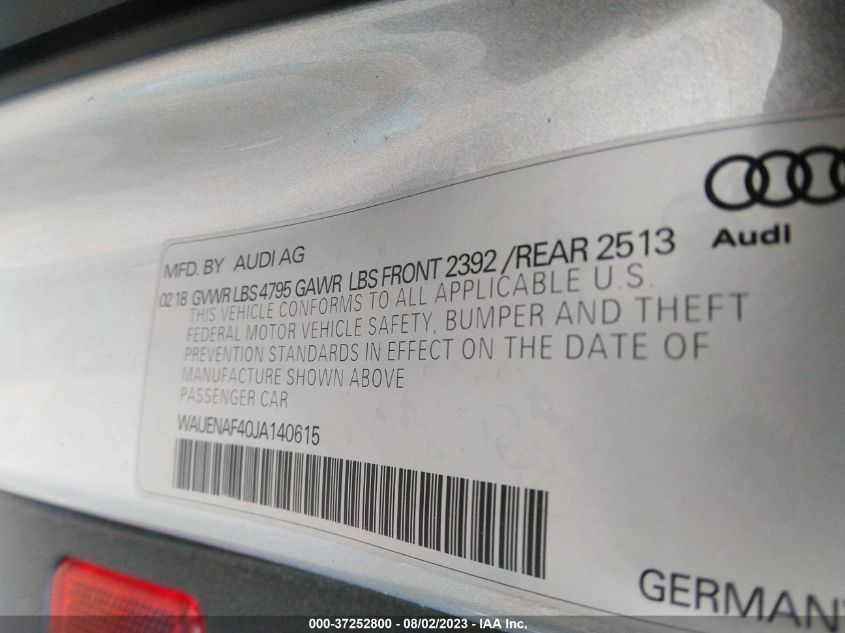 Audi
MFD. BY AUDI AG
02 18 GVWR LBS 4795 GAWR LBS FRONT 2392 /REAR 2513
THIS VEHICLE CONFORMS TO ALL APPLICABLE U.S.
FEDERAL MOTOR VEHICLE SAFETY, BUMPER AND THEFT
PREVENTION STANDARDS IN EFFECT ON THE DATE OF
MANUFACTURE SHOWN ABOVE
PASSENGER CAR
WAUENAF40JA140615
GERMANY
000-37252800 - 08/02/2023 - IAA Inc.